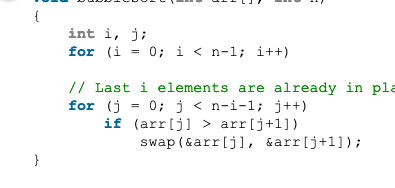 {
int i, j;
for (i = 0; i < n-1; i++)
// Last i elements are already in
for (j = 0; j < n-i-1; j++)
if (arr[j] > arr[j+1])
swap(&arr[j], &arr[j+1]);
}